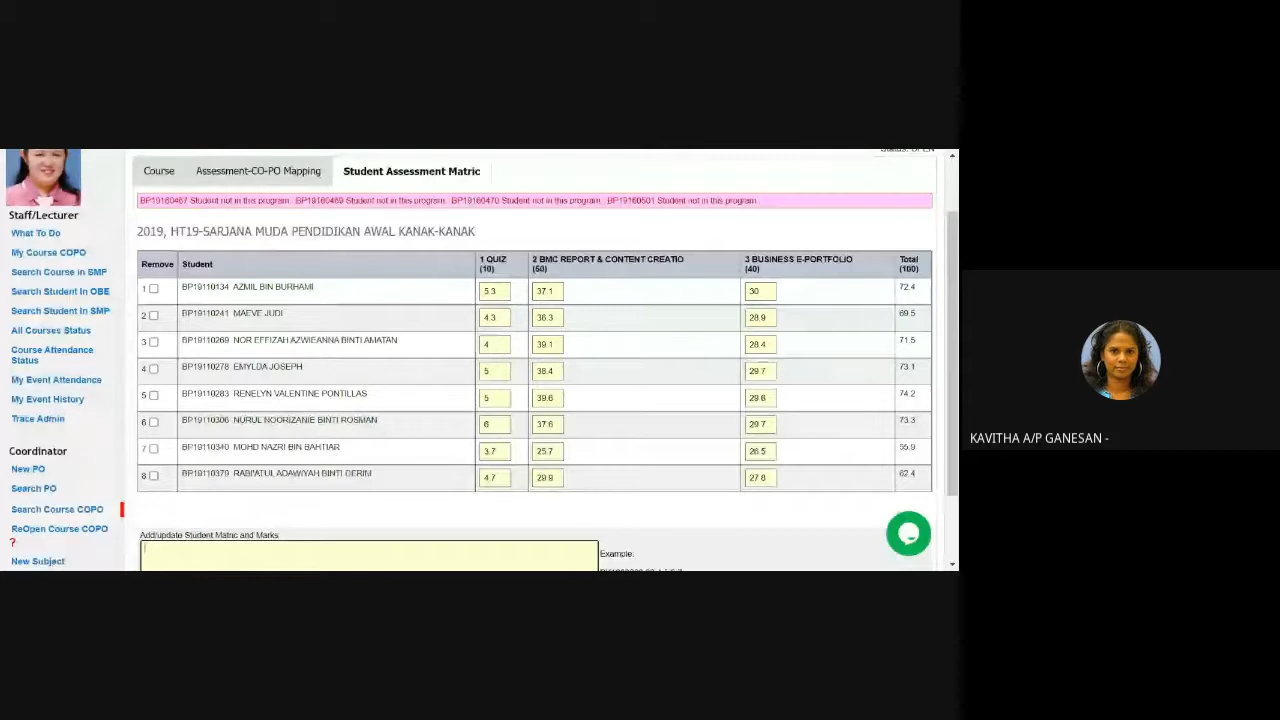 Status: OPEN
Course Assessment-CO-PO Mapping Student Assessment Matric
BP19160467 Student not in this program. BP19160469 Student not in this program. BP19160470 Student not in this program. BP19160501 Student not in this program.
Staff/Lecturer
What To Do
My Course COPO
Search Course in SMP
Search Student In OBE
Search Student In SMP
All Courses Status
Course Attendance
Status
My Event Attendance
My Event History
Trace Admin
Coordinator
New PO
Search PO
Search Course COPO
ReOpen Course COPO
?
New Subject
2019, HT19-SARJANA MUDA PENDIDIKAN AWAL KANAK-KANAK
Remove Student 1 QUIZ (10) 2 BMC REPORT & CONTENT CREATIO (50) 3 BUSINESS E-PORTFOLIO (40) Total (100)
1 BP19110134 AZMIL BIN BURHAMI 5.3 37.1 30 72.4
2 BP19110241 MAEVE JUDI 4.3 36.3 28.9 69.5
3 BP19110269 NOR EFFIZAH AZWIEANNA BINTI AMATAN 4 39.1 28.4 71.5
4 BP19110278 EMYLDA JOSEPH 5 38.4 29.7 73.1
5 BP19110283 RENELYN VALENTINE PONTILLAS 5 39.6 29.6 74.2
6 BP19110306 NURUL NOORIZANIE BINTI ROSMAN 6 37.6 29.7 73.3
7 BP19110340 MOHD NAZRI BIN BAHTIAR 3.7 25.7 26.5 55.9
8 BP19110379 RABI'ATUL ADAWIYAH BINTI DERIM 4.7 29.9 27.8 62.4
Add/update Student Matric and Marks
Example:
KAVITHA A/P GANESAN -